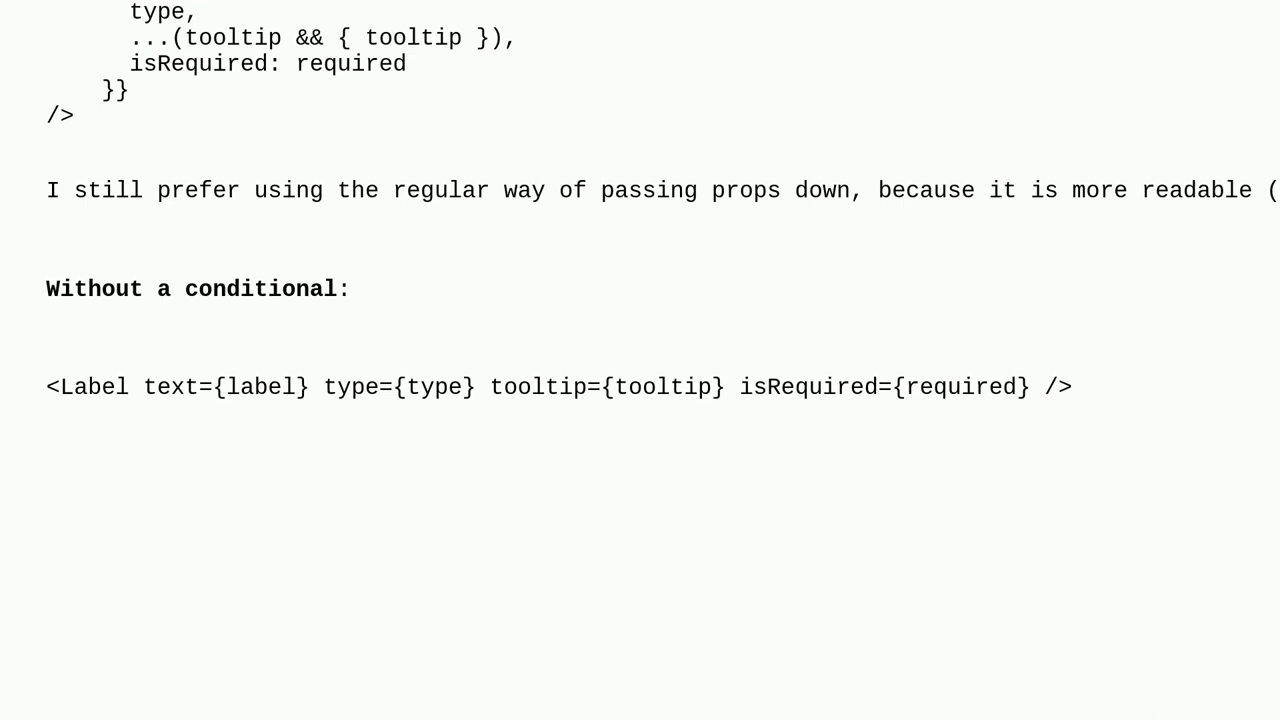 type,
...(tooltip && { tooltip }),
isRequired: required
}}
/>
I still prefer using the regular way of passing props down, because it is more readable (
Without a conditional:
<Label text={label} type={type} tooltip={tooltip} isRequired={required} />